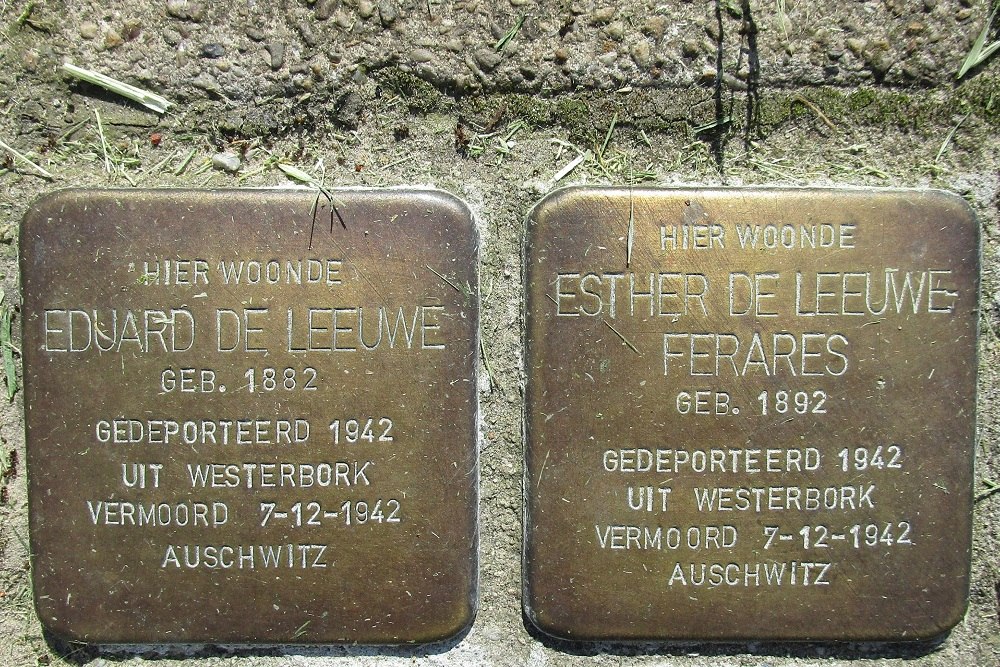 HIER WOONDE
EDUARD DE LEEUWE
GEB. 1882
GEDEPORTEERD 1942
UIT WESTERBORK
VERMOORD 7-12-1942
AUSCHWITZ
HIER WOONDE
ESTHER DE LEEUWE-
FERARES
GEB. 1892
GEDEPORTEERD 1942
UIT WESTERBORK
VERMOORD 7-12-1942
AUSCHWITZ